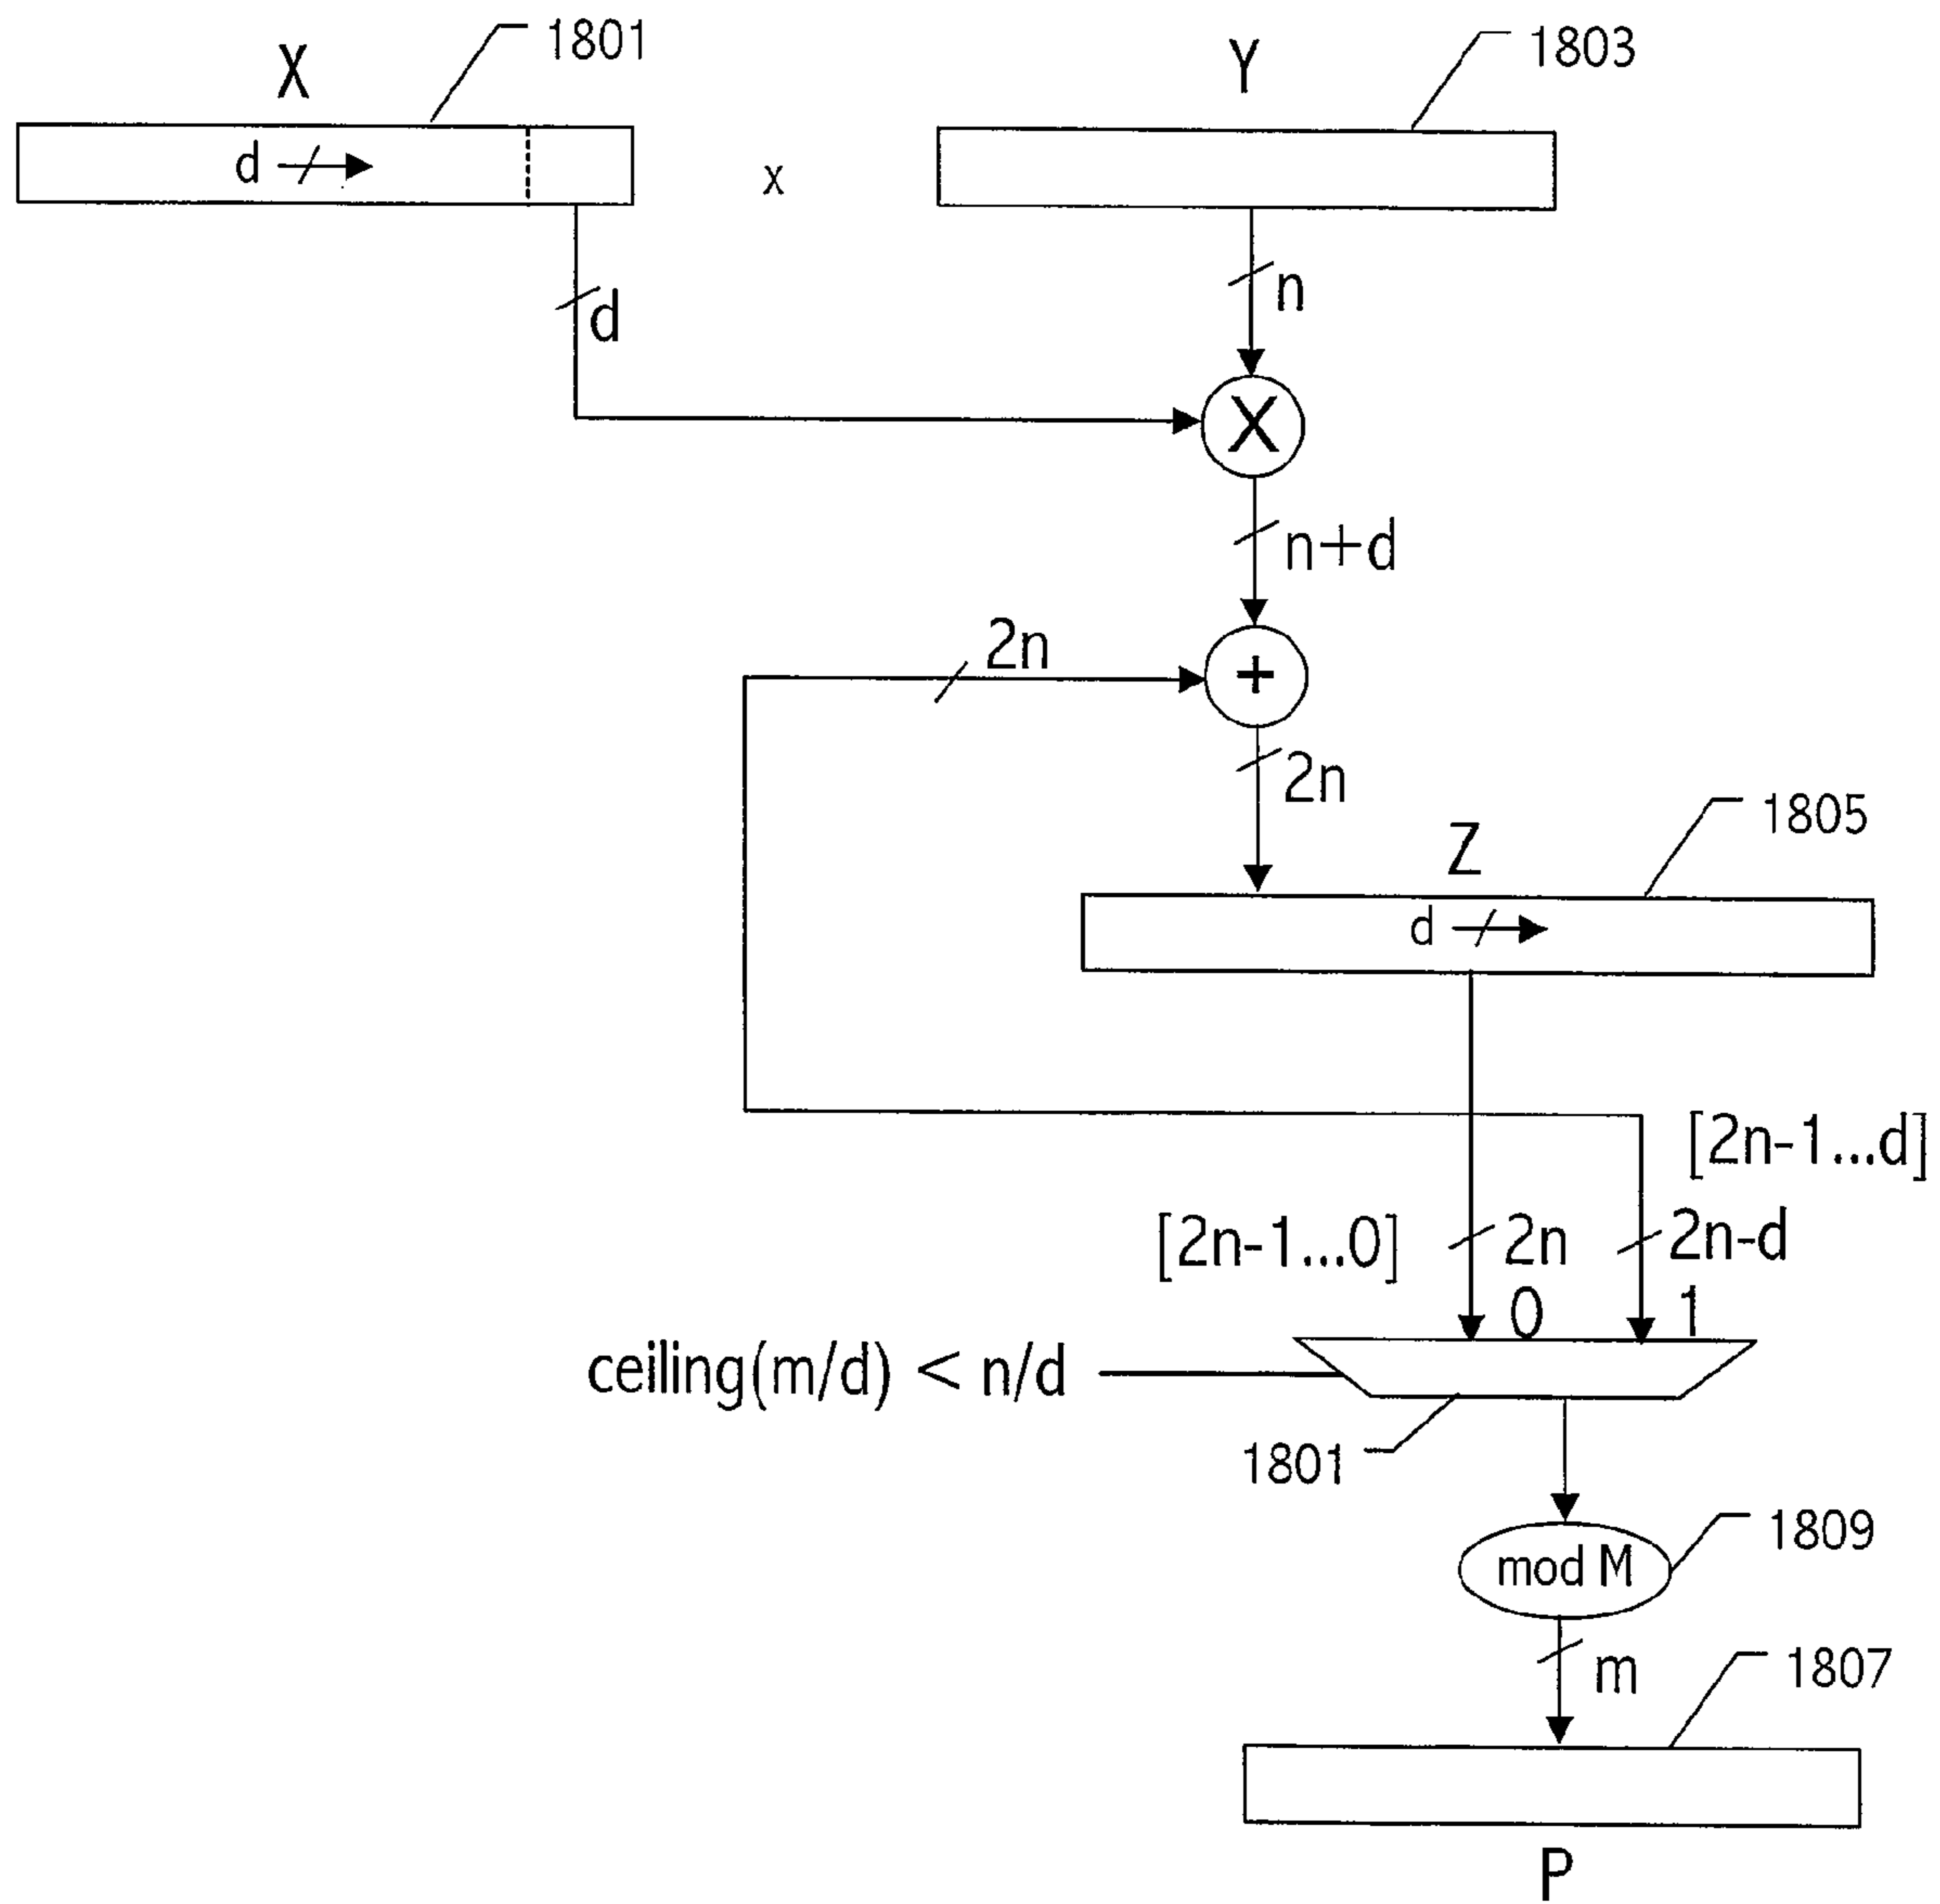 X
1801
Y
1803
d
x
d
n
X
n+d
2n
+
2n
Z
1805
d
[2n-1...d]
[2n-1...0]
2n
2n-d
0
1
ceiling(m/d) < n/d
1801
mod M
1809
m
1807
P